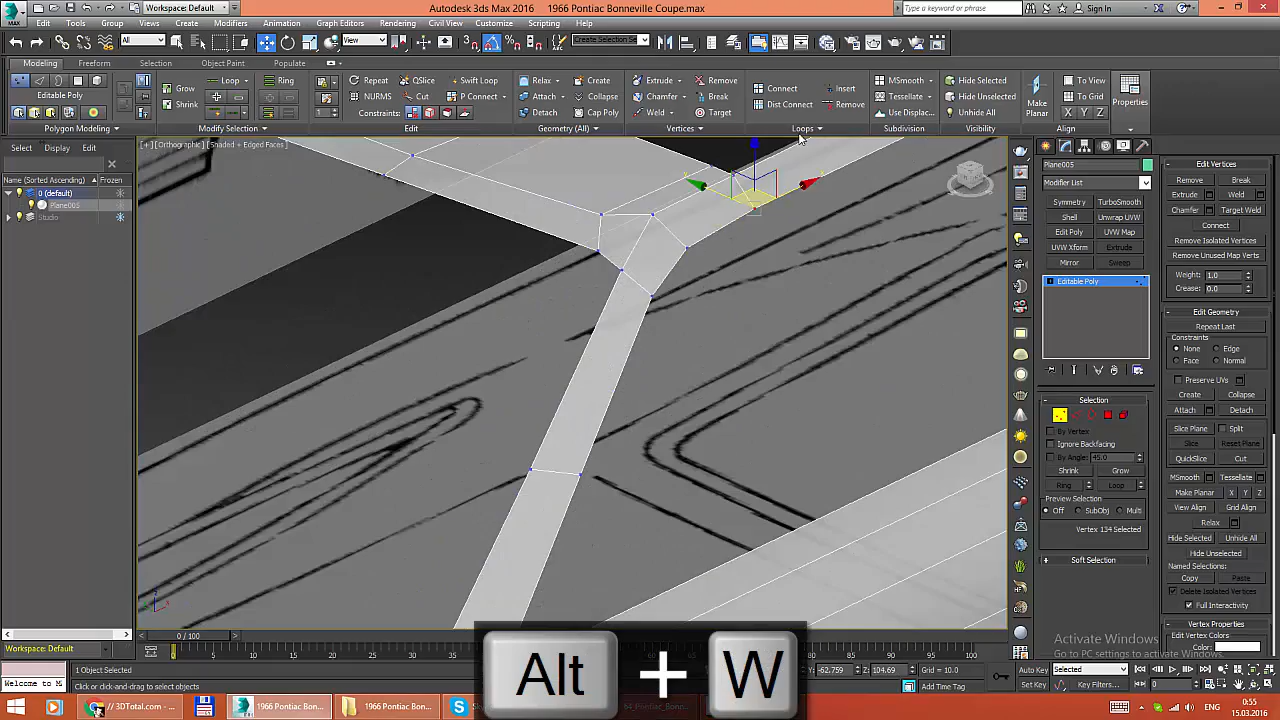 Workspace: Default
Autodesk 3ds Max 2016
1966 Pontiac Bonneville Coupe.max
Type a keyword or phrase
Sign In
Edit Tools Group Views Create Modifiers Animation Graph Editors Rendering Civil View Customize Scripting Help
All
View
Modeling Freeform Selection Object Paint Populate
Editable Poly
Grow
Shrink
Loop
Ring
Repeat
QSlice
Swift Loop
NURMS
Cut
P Connect
Constraints:
Relax
Create
Attach
Collapse
Detach
Cap Poly
Extrude
Remove
Chamfer
Break
Weld
Target
Connect
Insert
Dist Connect
Remove
MSmooth
Tessellate
Use Displac...
Hide Selected
Hide Unselected
Unhide All
Make Planar
To View
To Grid
X Y Z
Properties
Polygon Modeling
Modify Selection
Edit
Geometry (All)
Vertices
Loops
Subdivision
Visibility
Align
Select Display Edit
Name (Sorted Ascending)
Frozen
0 (default)
Plane005
Studio
[+] [Orthographic] [Shaded + Edged Faces]
Plane005
Modifier List
Symmetry
TurboSmooth
Shell
Unwrap UVW
Edit Poly
UVW Map
UVW Xform
Extrude
Mirror
Sweep
Editable Poly
Selection
By Vertex
Ignore Backfacing
By Angle: 45.0
Shrink
Grow
Ring
Loop
Preview Selection
Off SubObj Multi
Vertex 134 Selected
Soft Selection
Edit Vertices
Remove
Break
Extrude
Weld
Chamfer
Target Weld
Connect
Remove Isolated Vertices
Remove Unused Map Verts
Weight: 1.0
Crease: 0.0
Edit Geometry
Repeat Last
Constraints
None Edge
Face Normal
Preserve UVs
Create
Collapse
Attach
Detach
Slice Plane
Split
Slice
Reset Plane
QuickSlice
Cut
MSmooth
Tessellate
Make Planar X Y Z
View Align
Grid Align
Relax
Hide Selected
Unhide All
Hide Unselected
Named Selections:
Copy
Paste
Delete Isolated Vertices
Full Interactivity
Vertex Properties
Edit Vertex Colors
Color:
Activate Windows
Go to PC settings to activate Windows.
Workspace: Default
0 / 100
Welcome to M
1 Object Selected
Click or click-and-drag to select objects
Y: -62.759
Z: 104.69
Grid = 10.0
Add Time Tag
Auto Key
Selected
Set Key
Key Filters...
Alt + W
// 3DTotal.com - ...
1966 Pontiac Bonn...
1966 Pontiac Bonn...
ENG
0:55
15.03.2016